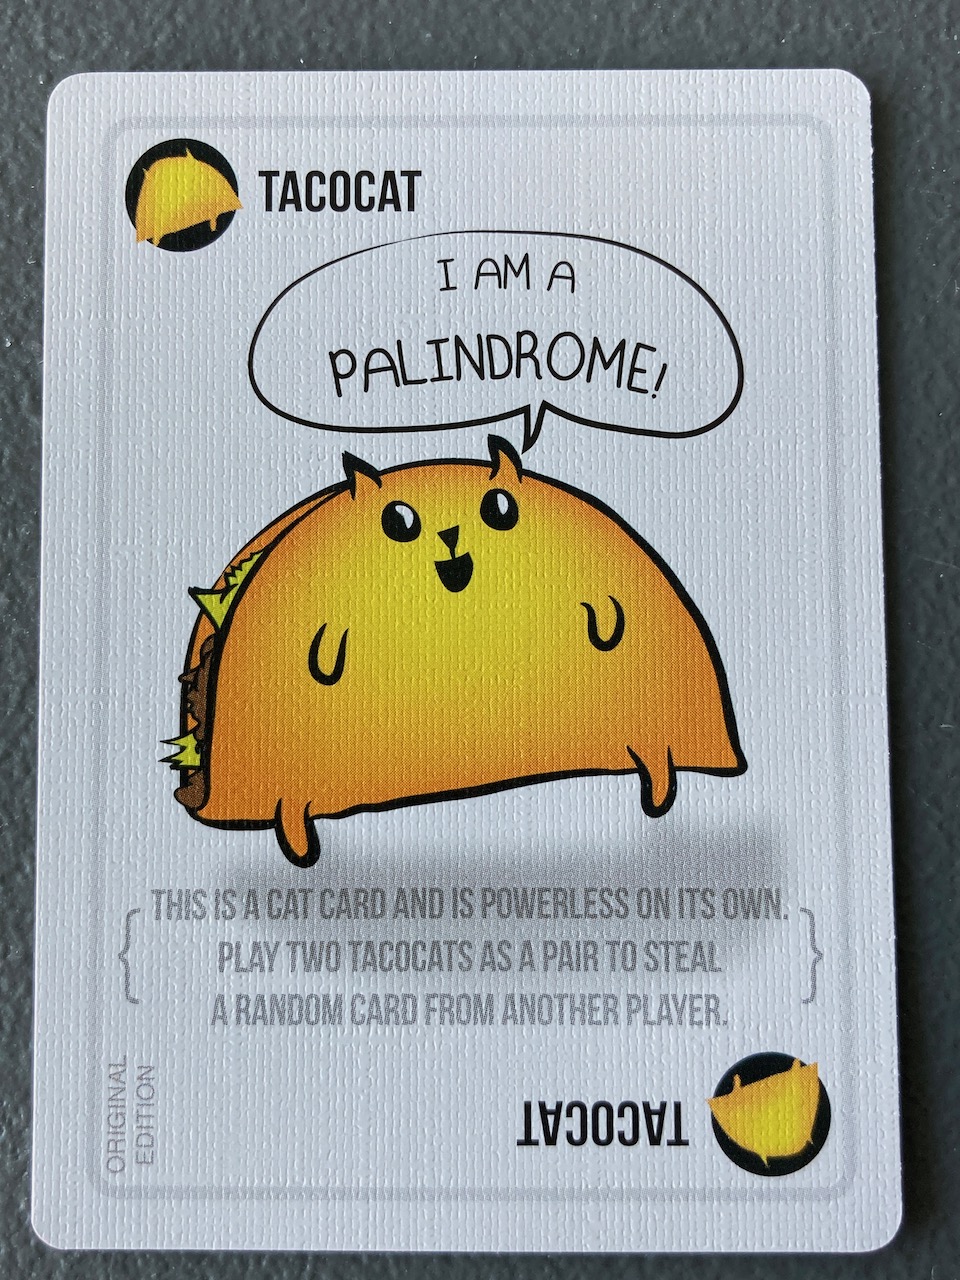 TACOCAT
I AM A
PALINDROME!
THIS IS A CAT CARD AND IS POWERLESS ON ITS OWN.
PLAY TWO TACOCATS AS A PAIR TO STEAL
A RANDOM CARD FROM ANOTHER PLAYER.
ORIGINAL
EDITION
TACOCAT